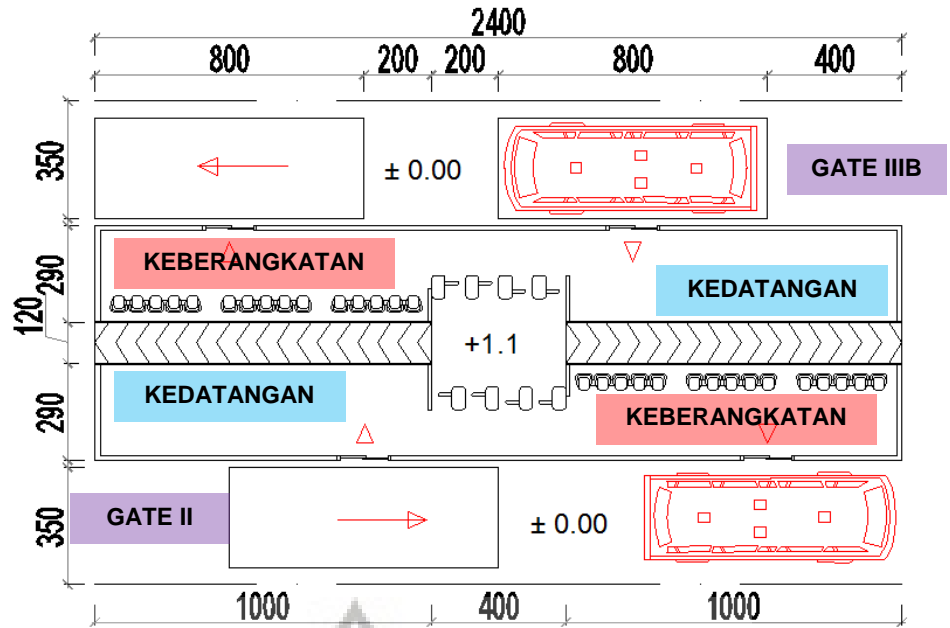 2400
800 200 200 800 400
350
± 0.00
GATE IIIB
KEBERANGKATAN
290
KEDATANGAN
120
+1.1
KEDATANGAN
290
KEBERANGKATAN
GATE II
350
± 0.00
1000 400 1000